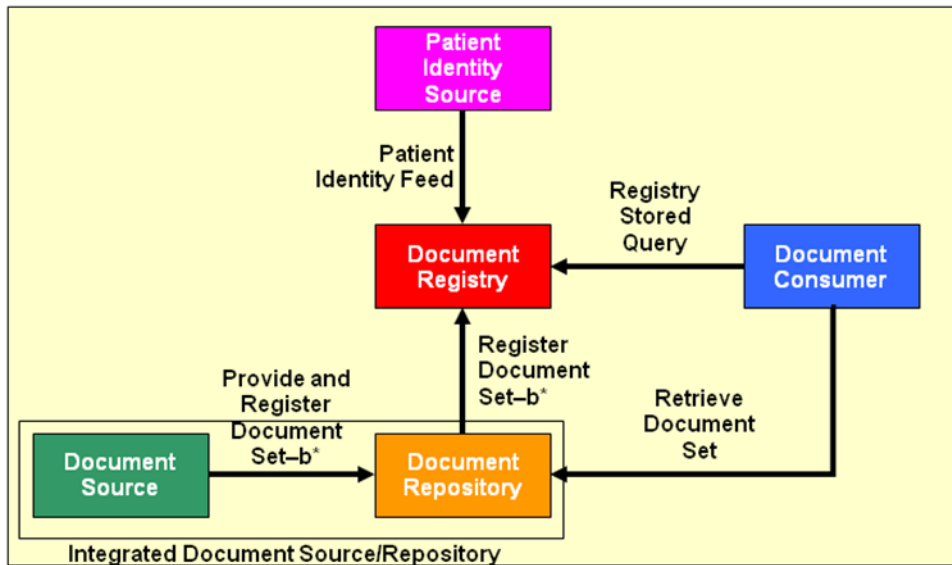 Patient
Identity
Source
Patient
Identity Feed
Registry
Stored
Query
Document
Registry
Document
Consumer
Register
Document
Set–b*
Provide and
Register
Document
Set–b*
Retrieve
Document
Set
Document
Source
Document
Repository
Integrated Document Source/Repository